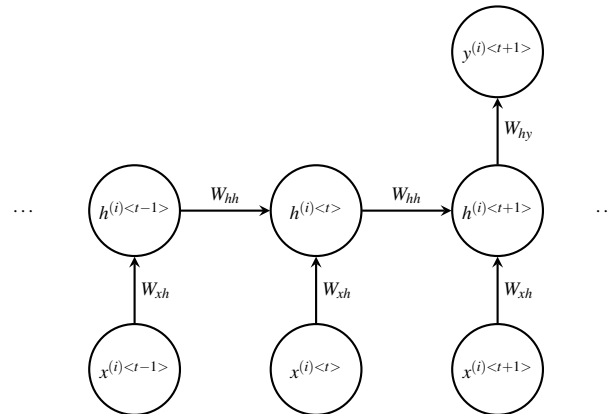 y^{(i)<t+1>}
W_{hy}
… h^{(i)<t−1>} W_{hh} h^{(i)<t>} W_{hh} h^{(i)<t+1>} …
W_{xh} W_{xh} W_{xh}
x^{(i)<t−1>} x^{(i)<t>} x^{(i)<t+1>}